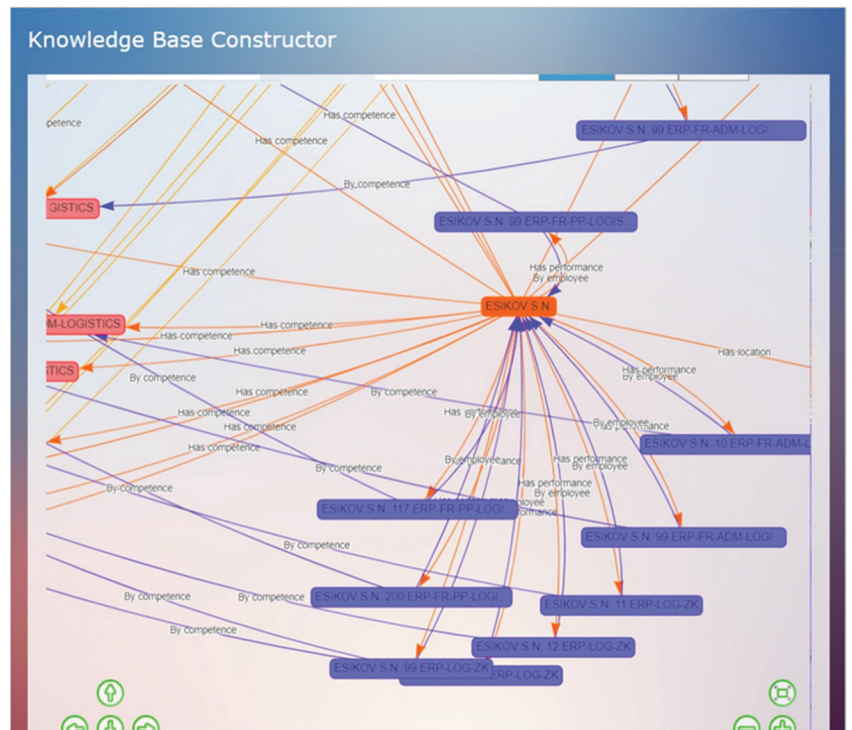 Knowledge Base Constructor
Has competence
petence
ESIKOV S.N. 99 ERP-FR-ADM-LOGI...
Has competence
By competence
GISTICS
ESIKOV S.N. 99 ERP-FR-PP-LOGIS...
Has competence
Has performance
By employee
ESIKOV S.N.
M-LOGISTICS
Has competence
Has competence
Has competence
Has location
STICS
By competence
Has performance
By employee
Has competence
By competence
Has competence
By employee
By employee
Has competence
Has competence
ESIKOV S.N. 10 ERP-FR-ADM-L
By employee
Has performance
By employee
By competence
By competence
Has performance
By employee
ESIKOV S.N. 117 ERP-FR-PP-LOGI...
ESIKOV S.N. 99 ERP-FR-ADM-LOGI...
By competence
By competence
By competence
ESIKOV S.N. 200 ERP-FR-PP-LOGI...
ESIKOV S.N. 11 ERP-LOG-ZK
By competence
ESIKOV S.N. 12 ERP-LOG-ZK
ESIKOV S.N. 99 ERP-LOG-ZK
ERP-LOG-ZK